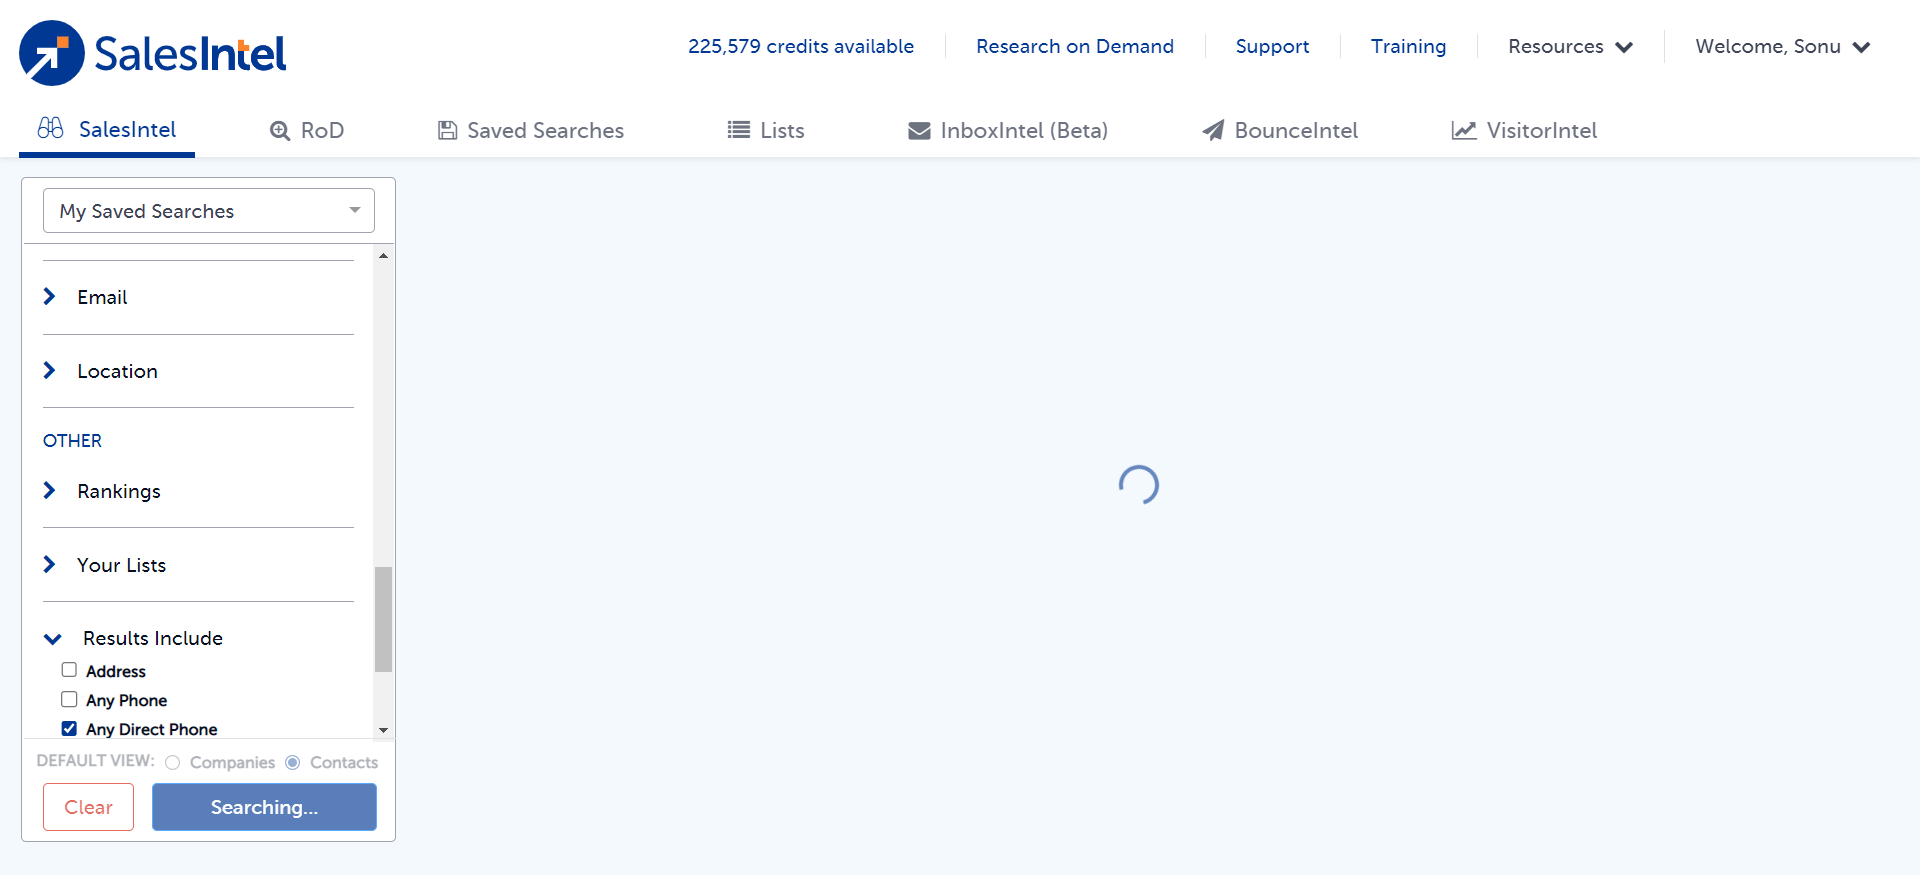 SalesIntel
225,579 credits available
Research on Demand
Support
Training
Resources
Welcome, Sonu
SalesIntel
RoD
Saved Searches
Lists
InboxIntel (Beta)
BounceIntel
VisitorIntel
My Saved Searches
Email
Location
OTHER
Rankings
Your Lists
Results Include
Address
Any Phone
Any Direct Phone
DEFAULT VIEW: Companies Contacts
Clear
Searching...